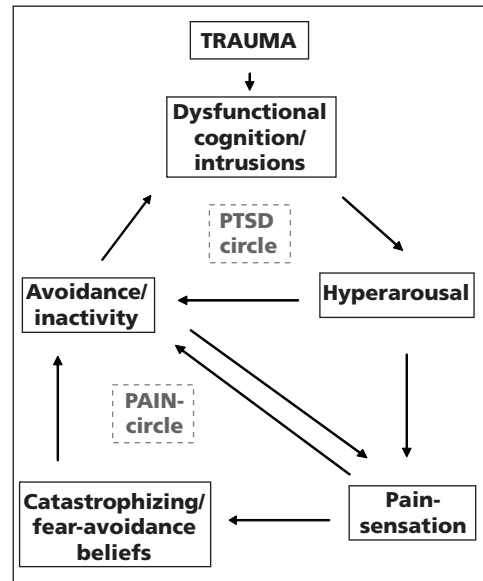 TRAUMA
Dysfunctional
cognition/
intrusions
PTSD
circle
Avoidance/
inactivity
Hyperarousal
PAIN-
circle
Catastrophizing/
fear-avoidance
beliefs
Pain-
sensation